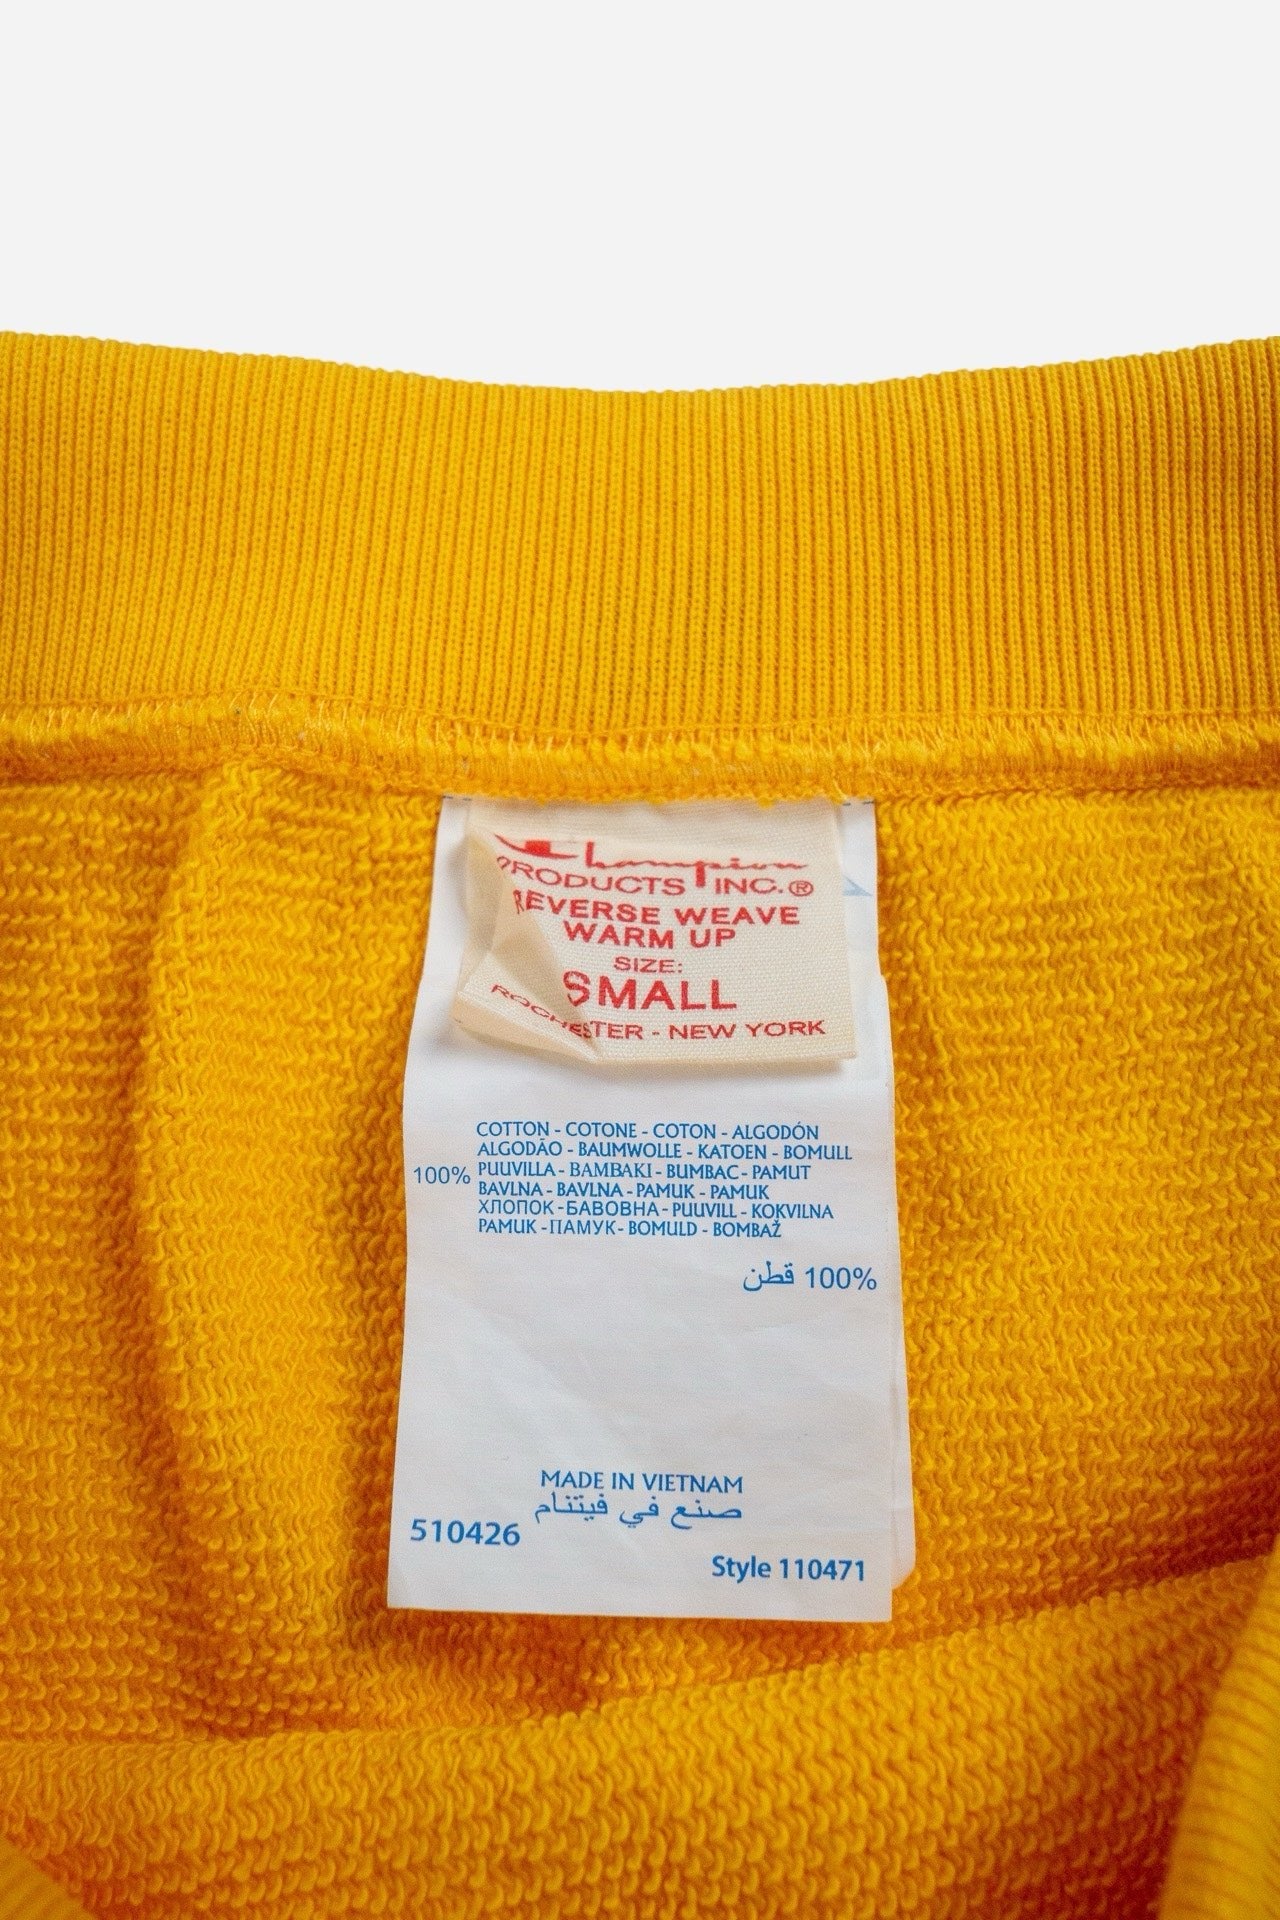 Champion
PRODUCTS INC.®
REVERSE WEAVE
WARM UP
SIZE:
SMALL
ROCHESTER - NEW YORK
COTTON - COTONE - COTON - ALGODÓN
ALGODÃO - BAUMWOLLE - KATOEN - BOMULL
100% PUUVILLA - BAMBAKI - BUMBAC - PAMUT
BAVLNA - BAVLNA - PAMUK - PAMUK
ХЛОПОК - БАВОВНА - PUUVILL - KOKVILNA
PAMUK - ПАМУК - BOMULD - BOMBAŽ
100% قطن
MADE IN VIETNAM
صنع في فيتنام
510426
Style 110471